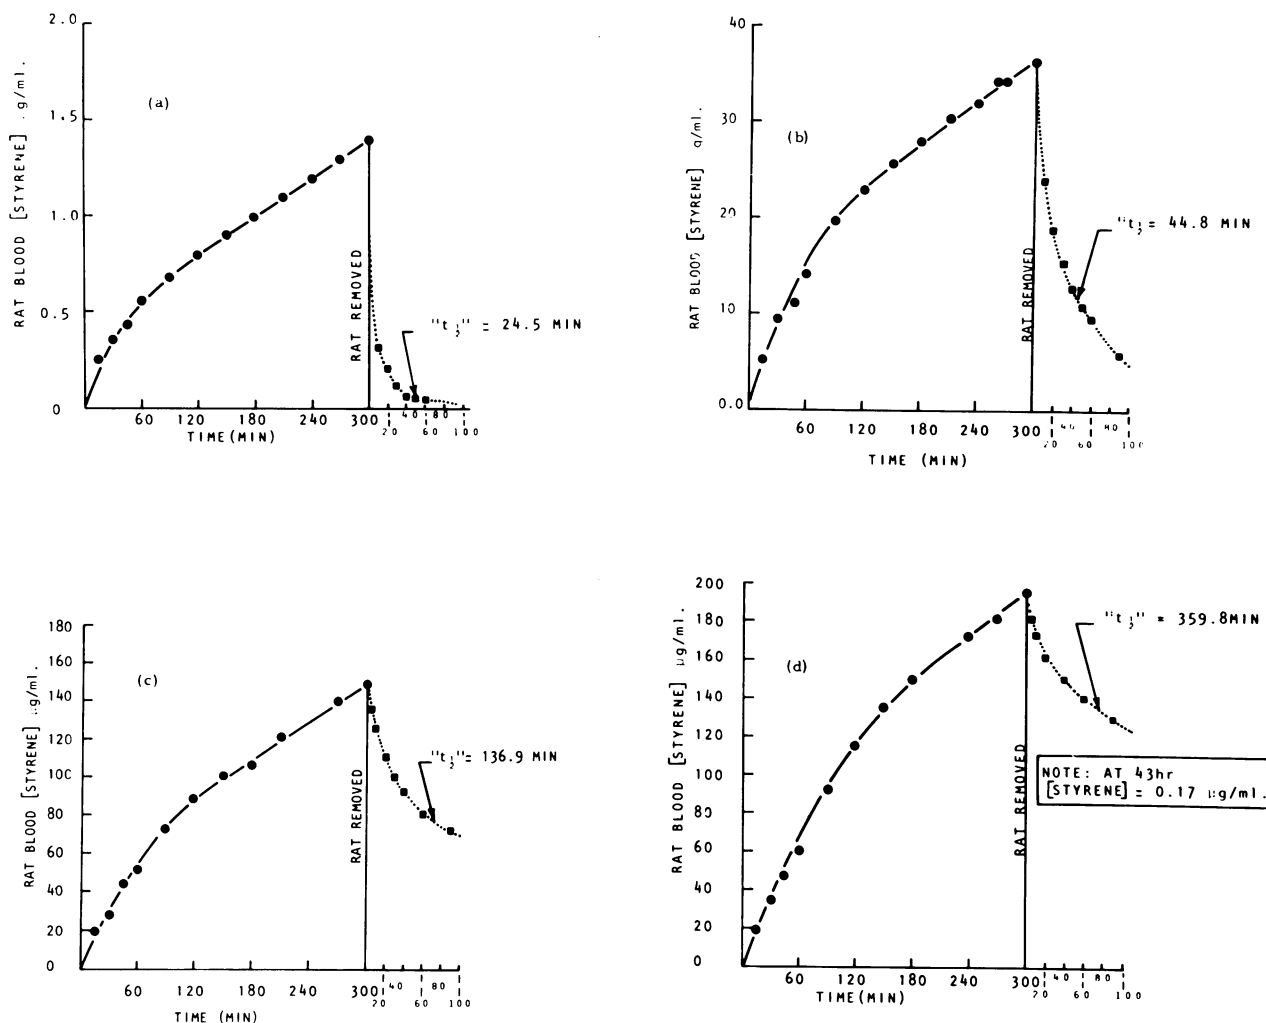 2.0
1.5
1.0
0.5
0
RAT BLOOD [STYRENE] .g/ml.
(a)
RAT REMOVED
"t½" = 24.5 MIN
60 120 180 240 300
20 40 60 80 100
TIME(MIN)
40
30
20
10
0.0
RAT BLOOD [STYRENE] g/ml.
(b)
RAT REMOVED
"t½= 44.8 MIN
60 120 180 240 300
20 40 60 80 100
TIME (MIN)
180
160
140
120
100
80
60
40
20
0
RAT BLOOD [STYRENE] µg/ml.
(c)
RAT REMOVED
"t½"= 136.9 MIN
60 120 180 240 300
20 40 60 80 100
TIME (MIN)
200
180
160
140
120
100
80
60
40
20
0
RAT BLOOD [STYRENE] µg/ml.
(d)
RAT REMOVED
"t½" = 359.8MIN
NOTE: AT 43hr
[STYRENE] = 0.17 µg/ml.
60 120 180 240 300
20 40 60 80 100
TIME(MIN)